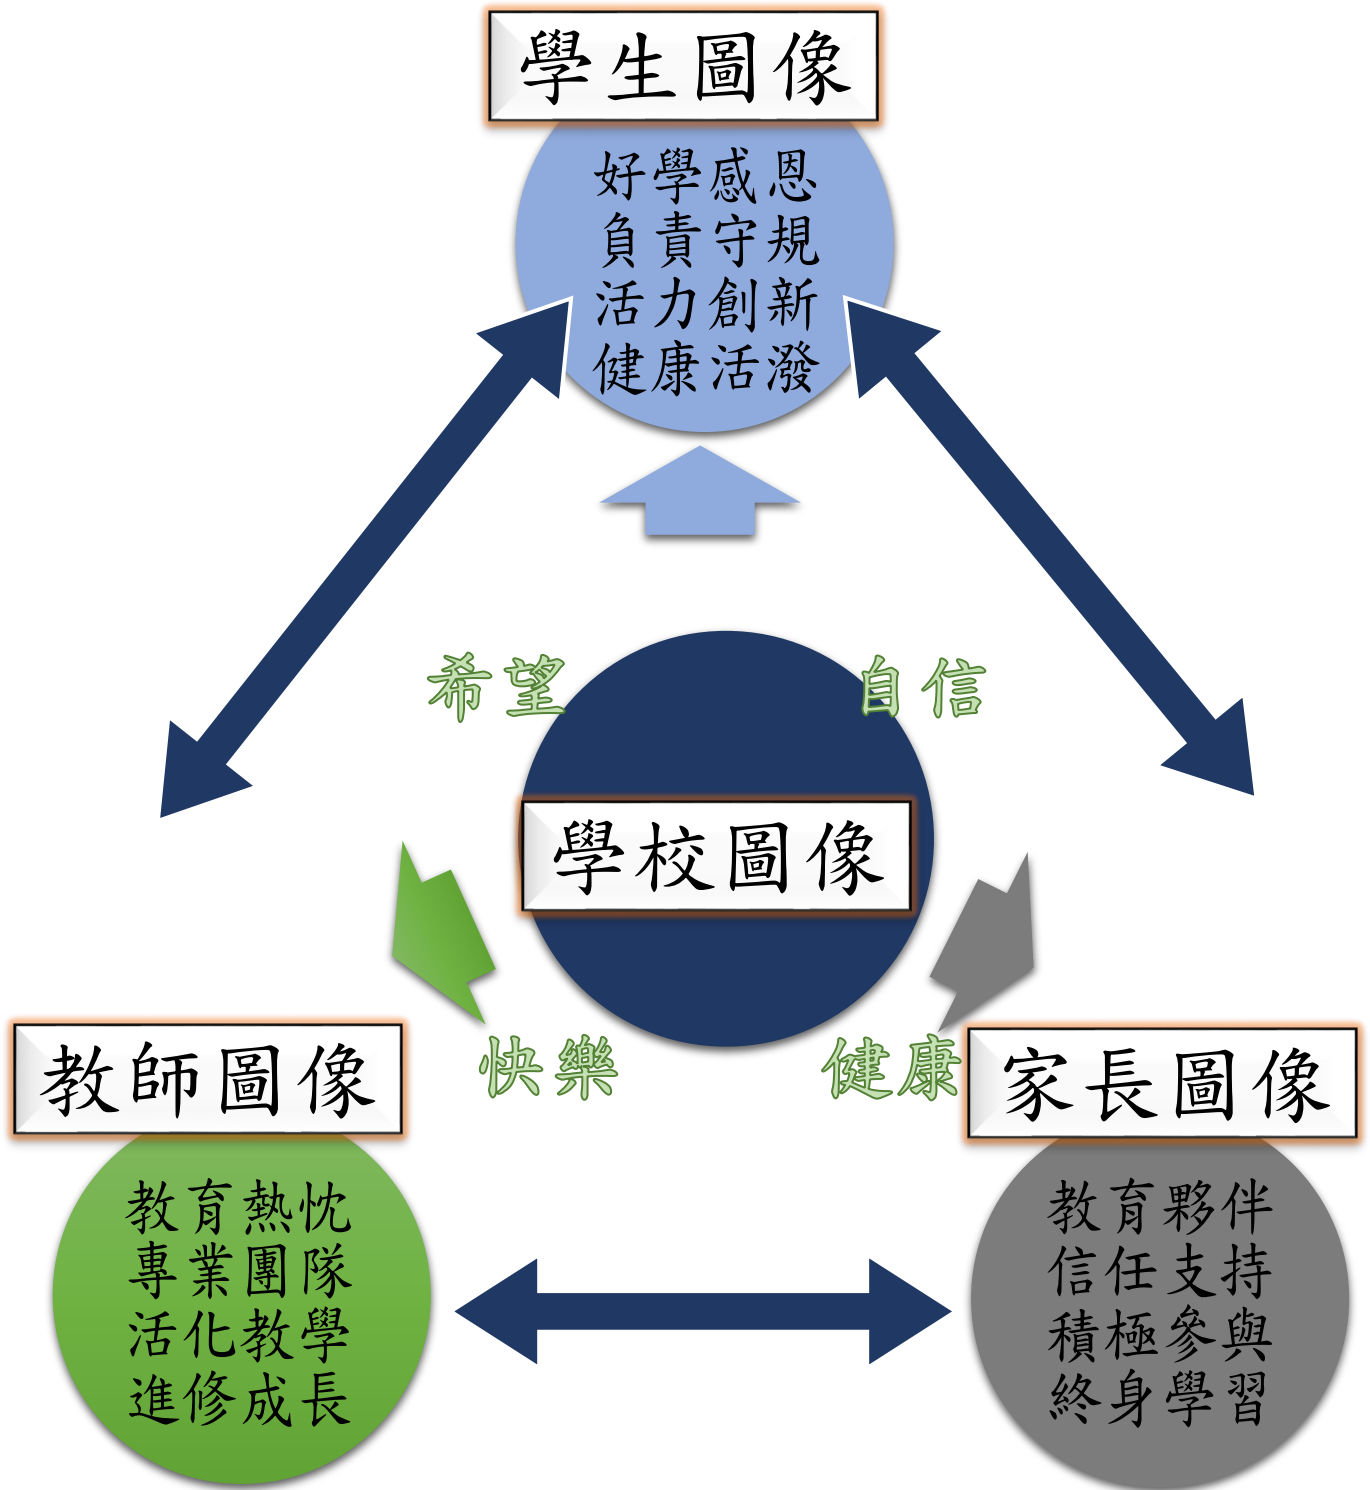 學生圖像
好學感恩
負責守規
活力創新
健康活潑
希望
自信
學校圖像
快樂
健康
教師圖像
教育熱忱
專業團隊
活化教學
進修成長
家長圖像
教育夥伴
信任支持
積極參與
終身學習